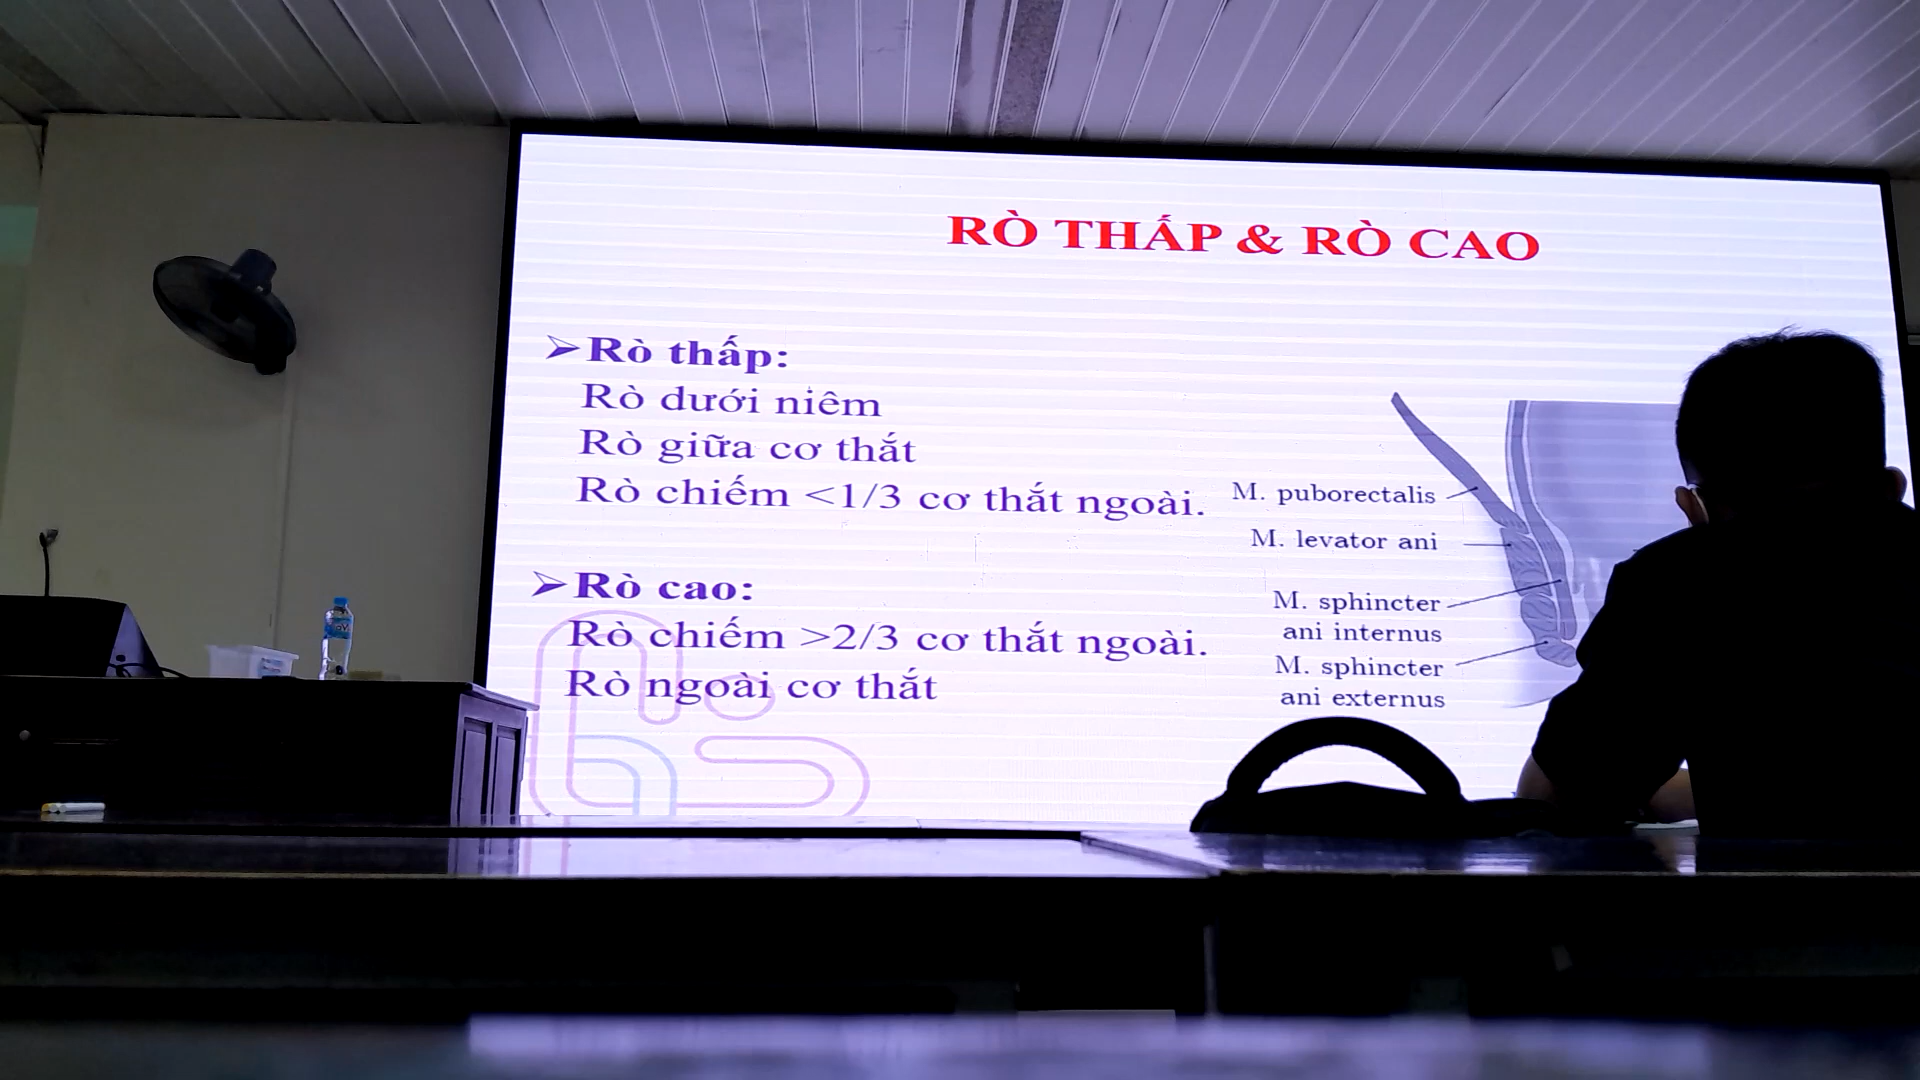 RÒ THẤP & RÒ CAO
➢Rò thấp:
Rò dưới niêm
Rò giữa cơ thắt
Rò chiếm <1/3 cơ thắt ngoài.
➢Rò cao:
Rò chiếm >2/3 cơ thắt ngoài.
Rò ngoài cơ thắt
M. puborectalis
M. levator ani
M. sphincter
ani internus
M. sphincter
ani externus